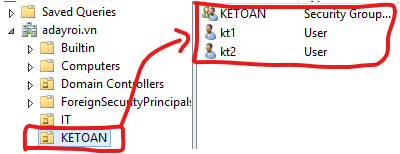 Saved Queries
adayroi.vn
Builtin
Computers
Domain Controllers
ForeignSecurityPrincipals
IT
KETOAN
KETOAN Security Group...
kt1 User
kt2 User